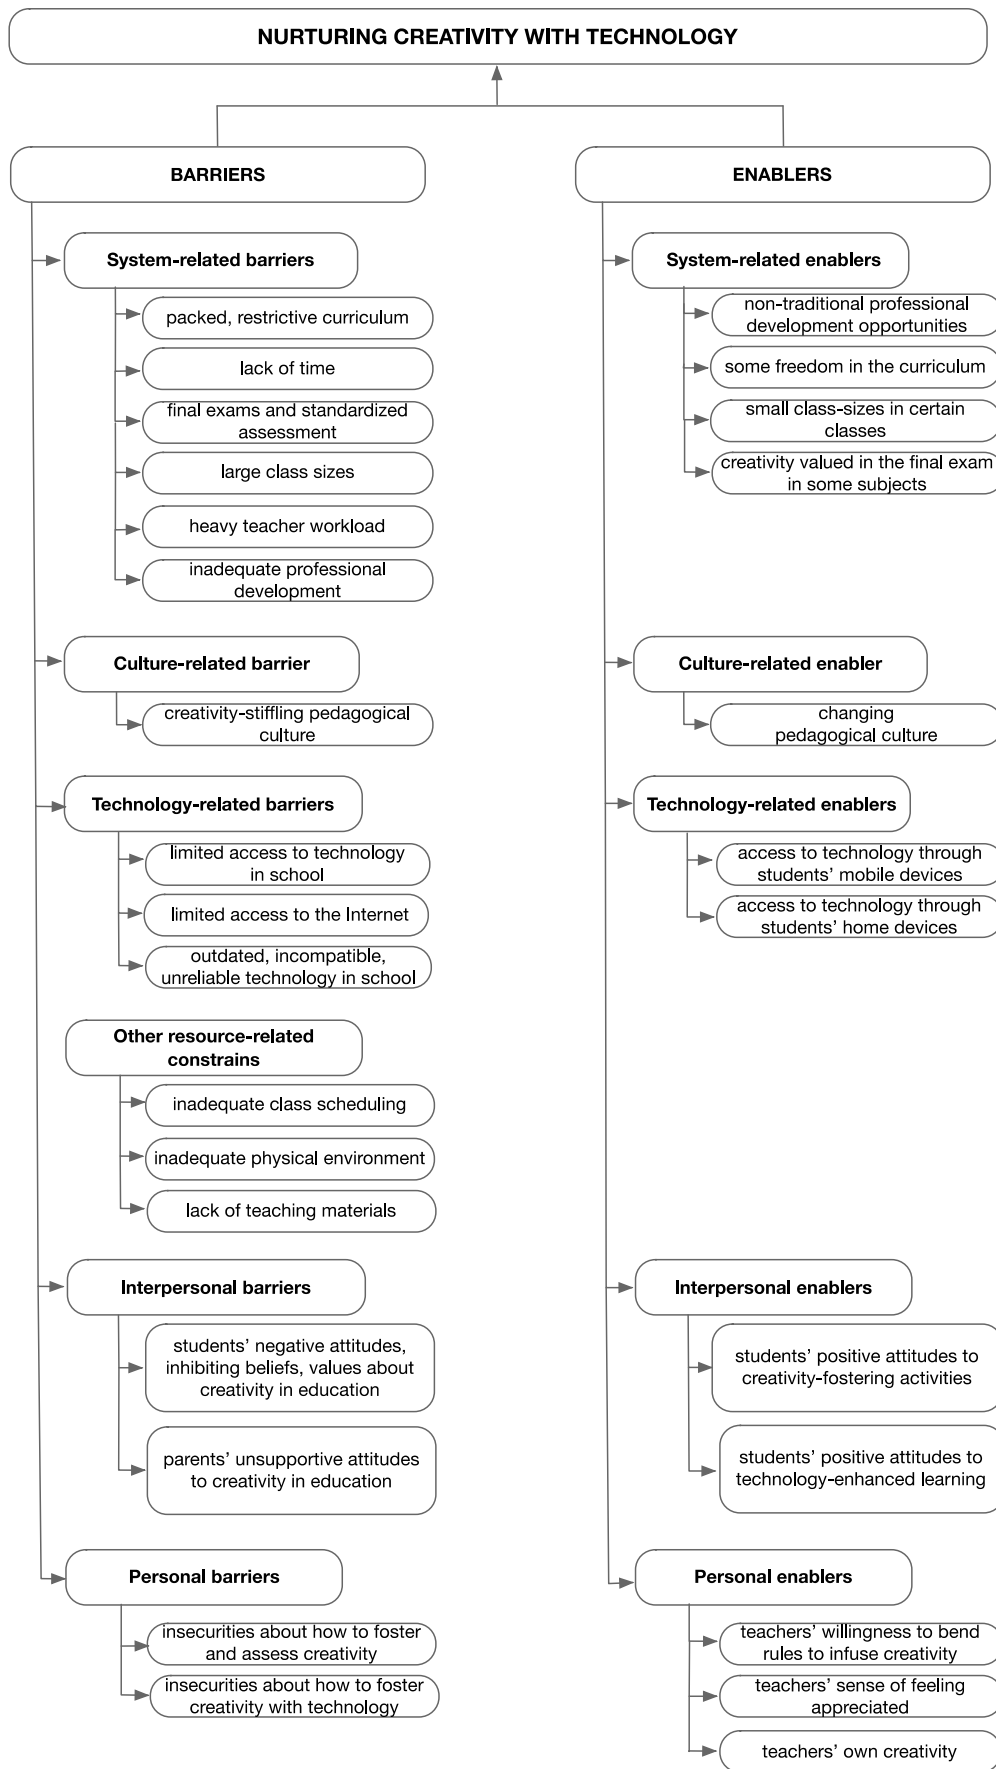 NURTURING CREATIVITY WITH TECHNOLOGY
BARRIERS
System-related barriers
packed, restrictive curriculum
lack of time
final exams and standardized
assessment
large class sizes
heavy teacher workload
inadequate professional
development
Culture-related barrier
creativity-stiffling pedagogical
culture
Technology-related barriers
limited access to technology
in school
limited access to the Internet
outdated, incompatible,
unreliable technology in school
Other resource-related
constrains
inadequate class scheduling
inadequate physical environment
lack of teaching materials
Interpersonal barriers
students’ negative attitudes,
inhibiting beliefs, values about
creativity in education
parents’ unsupportive attitudes
to creativity in education
Personal barriers
insecurities about how to foster
and assess creativity
insecurities about how to foster
creativity with technology
ENABLERS
System-related enablers
non-traditional professional
development opportunities
some freedom in the curriculum
small class-sizes in certain
classes
creativity valued in the final exam
in some subjects
Culture-related enabler
changing
pedagogical culture
Technology-related enablers
access to technology through
students’ mobile devices
access to technology through
students’ home devices
Interpersonal enablers
students’ positive attitudes to
creativity-fostering activities
students’ positive attitudes to
technology-enhanced learning
Personal enablers
teachers’ willingness to bend
rules to infuse creativity
teachers’ sense of feeling
appreciated
teachers’ own creativity